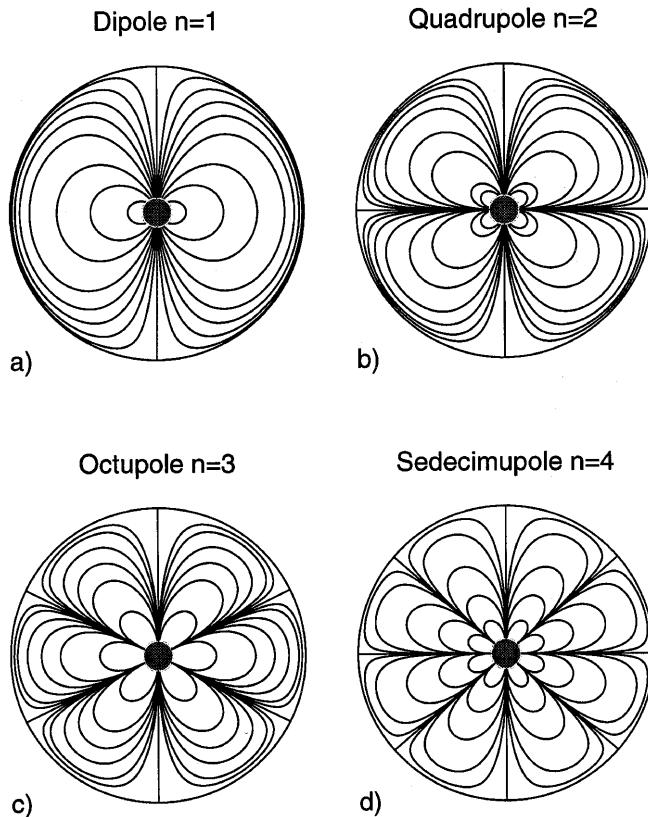 Dipole n=1
Quadrupole n=2
a)
b)
Octupole n=3
Sedecimupole n=4
c)
d)